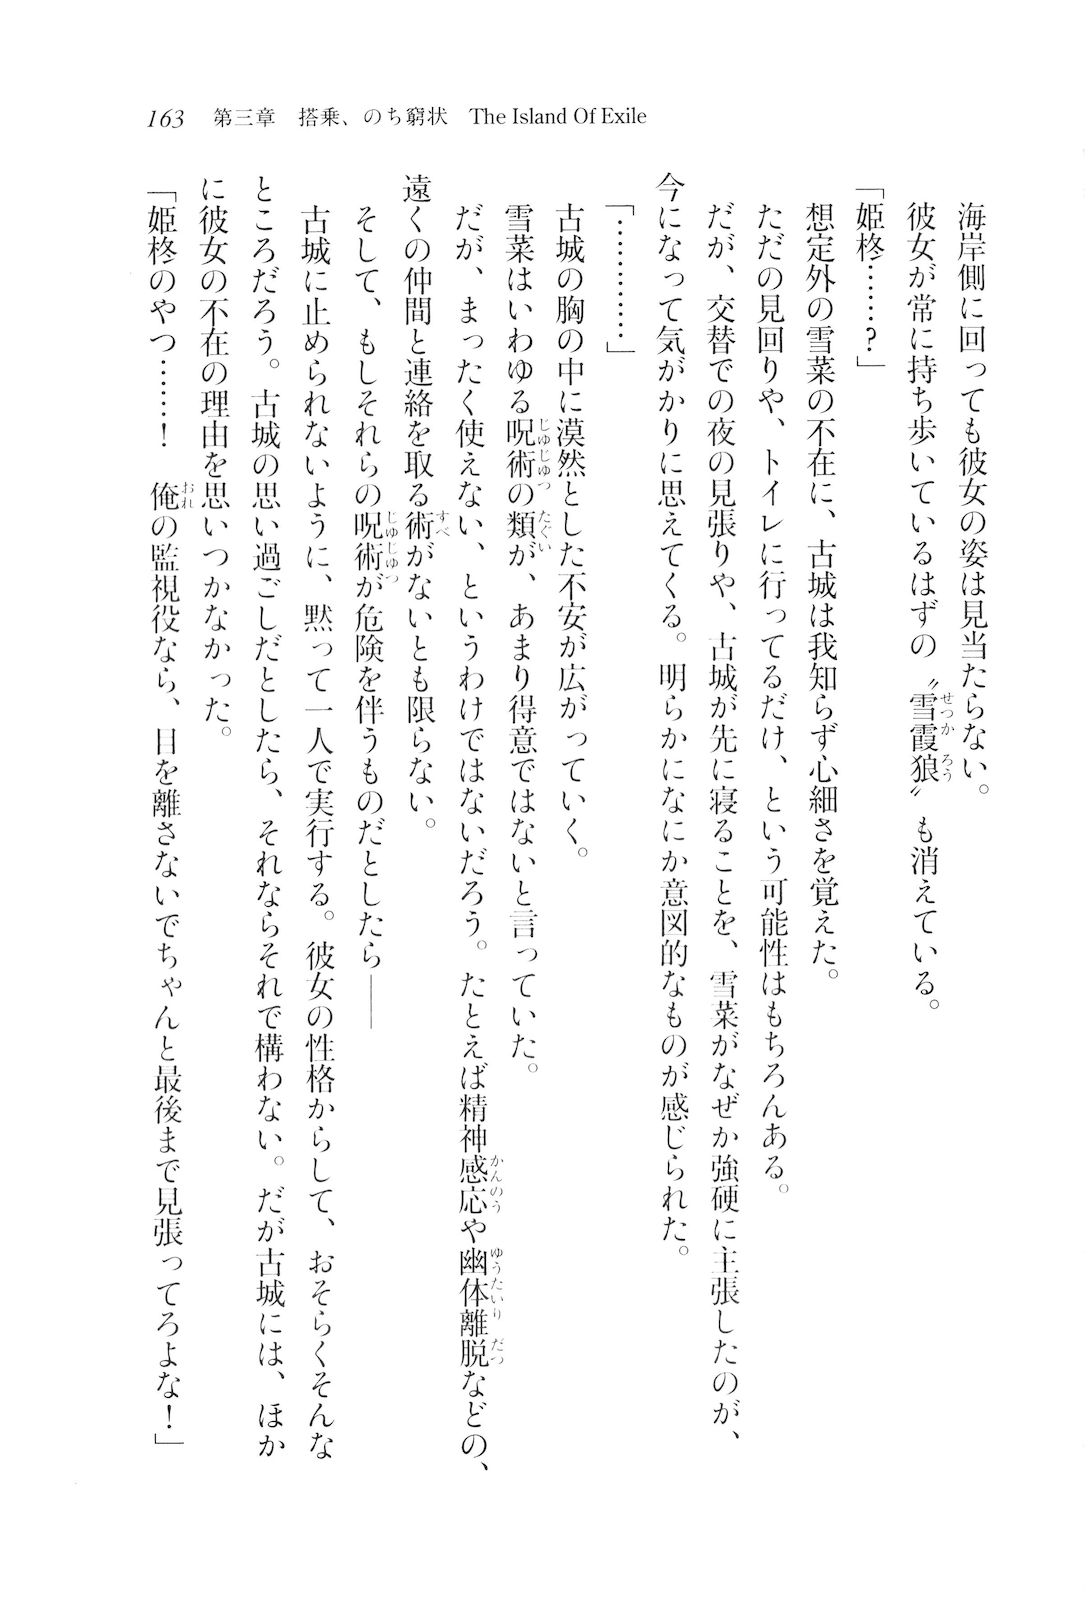 163　第三章　搭乗、のち窮状　The Island Of Exile
海岸側に回っても彼女の姿は見当たらない。
彼女が常に持ち歩いているはずの〝雪霞狼〟も消えている。
「姫柊……？」
想定外の雪菜の不在に、古城は我知らず心細さを覚えた。
ただの見回りや、トイレに行ってるだけ、という可能性はもちろんある。
だが、交替での夜の見張りや、古城が先に寝ることを、雪菜がなぜか強硬に主張したのが、
今になって気がかりに思えてくる。明らかになにか意図的なものが感じられた。
「…………」
古城の胸の中に漠然とした不安が広がっていく。
雪菜はいわゆる呪術の類が、あまり得意ではないと言っていた。
だが、まったく使えない、というわけではないだろう。たとえば精神感応や幽体離脱などの、
遠くの仲間と連絡を取る術がないとも限らない。
そして、もしそれらの呪術が危険を伴うものだとしたら――
古城に止められないように、黙って一人で実行する。彼女の性格からして、おそらくそんな
ところだろう。古城の思い過ごしだとしたら、それならそれで構わない。だが古城には、ほか
に彼女の不在の理由を思いつかなかった。
「姫柊のやつ……！　俺の監視役なら、目を離さないでちゃんと最後まで見張ってろよな！」